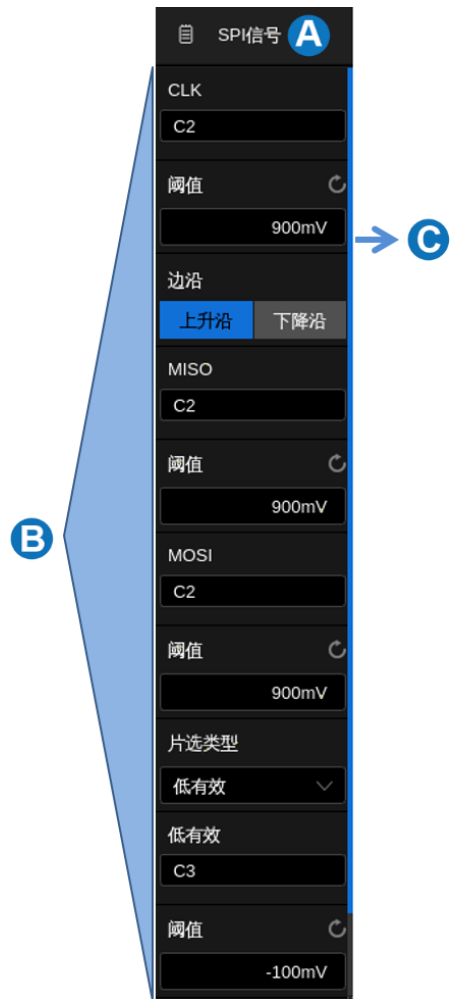 SPI信号 A
CLK
C2
阈值
900mV
C
边沿
上升沿 下降沿
MISO
C2
阈值
900mV
B
MOSI
C2
阈值
900mV
片选类型
低有效
低有效
C3
阈值
-100mV